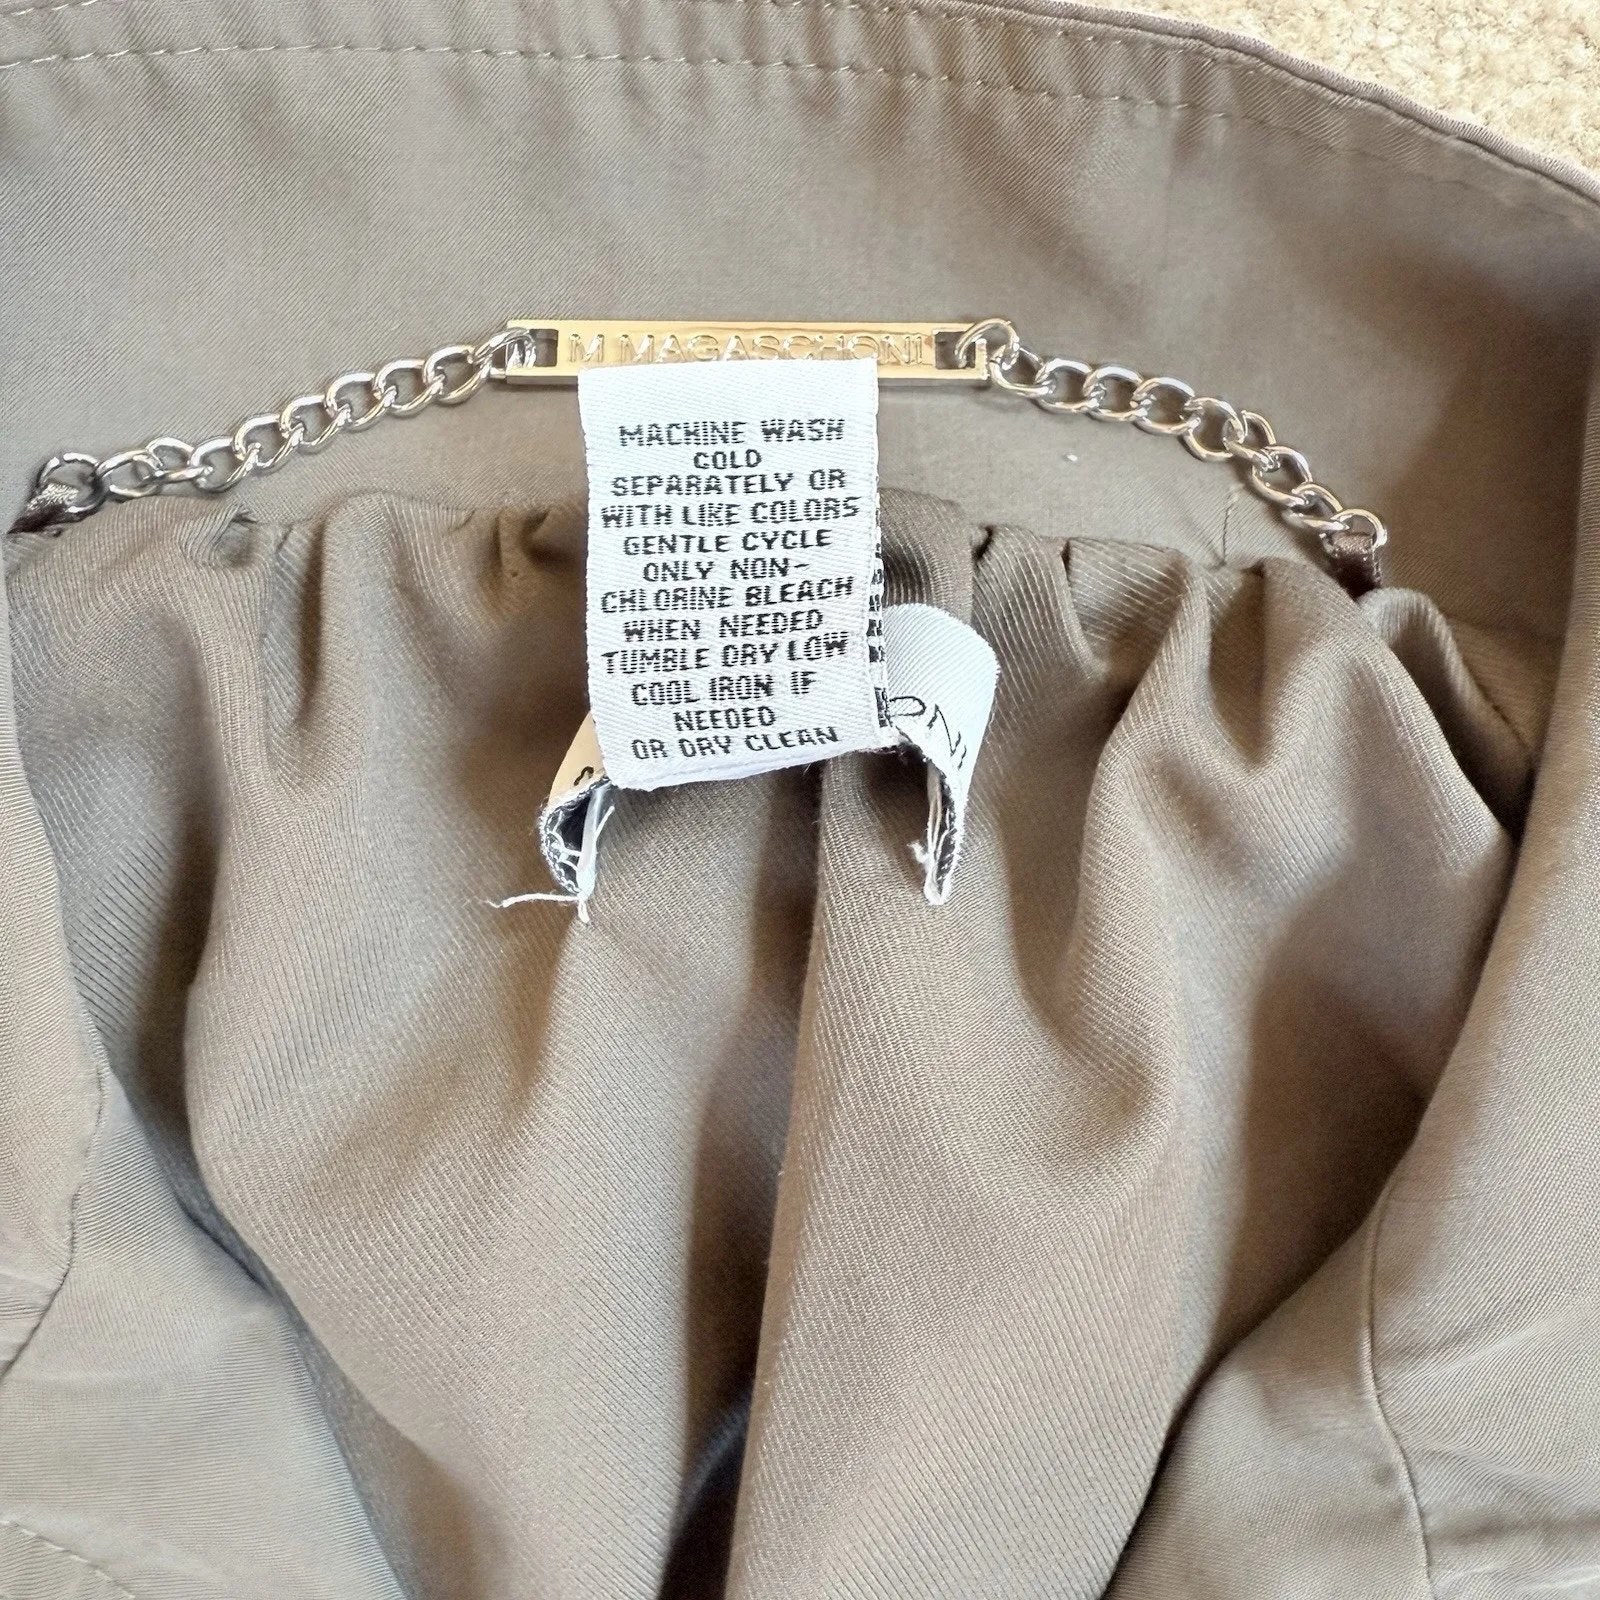 M MAGASCHONI
MACHINE WASH
COLD
SEPARATELY OR
WITH LIKE COLORS
GENTLE CYCLE
ONLY NON-
CHLORINE BLEACH
WHEN NEEDED
TUMBLE DRY LOW
COOL IRON IF
NEEDED
OR DRY CLEAN